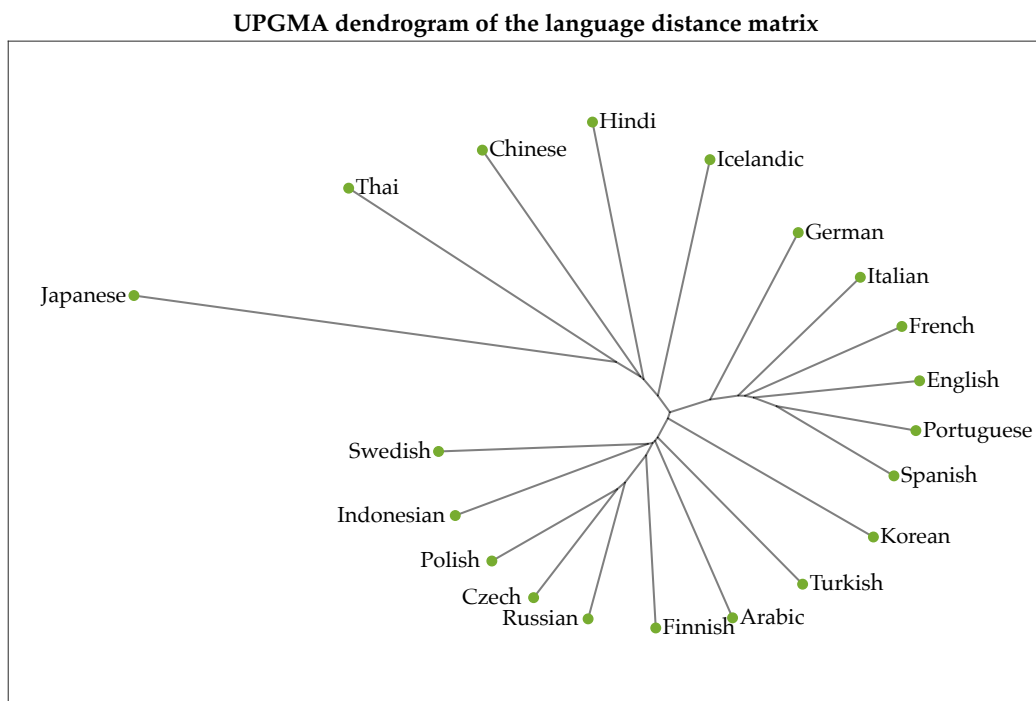 UPGMA dendrogram of the language distance matrix
Hindi
Chinese
Icelandic
Thai
German
Italian
Japanese
French
English
Portuguese
Swedish
Spanish
Indonesian
Korean
Polish
Turkish
Czech
Russian
Arabic
Finnish